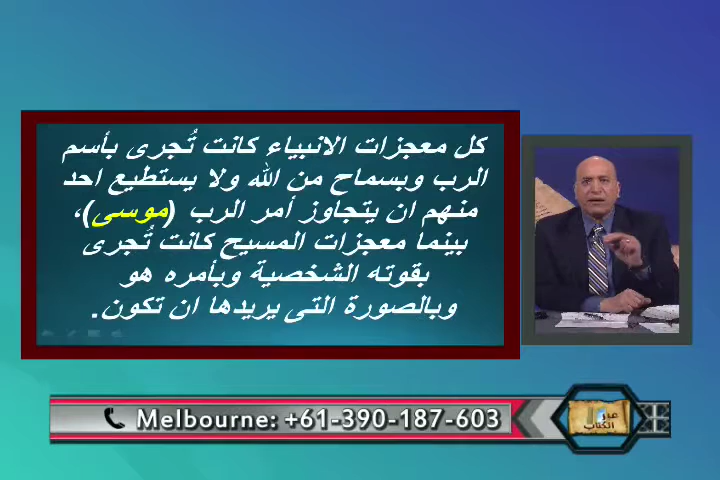 كل معجزات الانبياء كانت تُجرى بأسم
الرب وبسماح من الله ولا يستطيع احد
منهم ان يتجاوز أمر الرب (موسى)،
بينما معجزات المسيح كانت تُجرى
بقوته الشخصية وبأمره هو
وبالصورة التى يريدها ان تكون.
Melbourne: +61-390-187-603
عبر
الكتاب